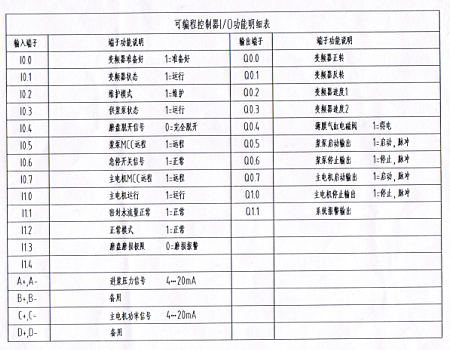 可编程控制器I/O功能明细表
输入端子 端子功能说明 输出端子 端子功能说明
I0.0 变频器准备好 1=准备好 Q0.0 变频器正转
I0.1 变频器状态 1=运行 Q0.1 变频器反转
I0.2 维护模式 1=维护 Q0.2 变频器速度1
I0.3 供浆泵状态 1=运行 Q0.3 变频器速度2
I0.4 磨盘脱开信号 0=完全脱开 Q0.4 薄膜气缸电磁阀 1=得电
I0.5 浆泵MCC远程 1=远程 Q0.5 浆泵启动输出 1=启动,脉冲
I0.6 急停开关信号 1=正常 Q0.6 浆泵停止输出 1=停止,脉冲
I0.7 主电机MCC远程 1=远程 Q0.7 主电机启动输出 1=启动,脉冲
I1.0 主电机运行 1=运行 Q1.0 主电机停止输出 1=停止,脉冲
I1.1 密封水流量正常 1=正常 Q1.1 系统报警输出
I1.2 正常模式 1=正常
I1.3 磨盘磨损极限 0=磨损报警
I1.4
A+,A- 进浆压力信号 4---20mA
B+,B- 备用
C+,C- 主电机功率信号 4---20mA
D+,D- 备用